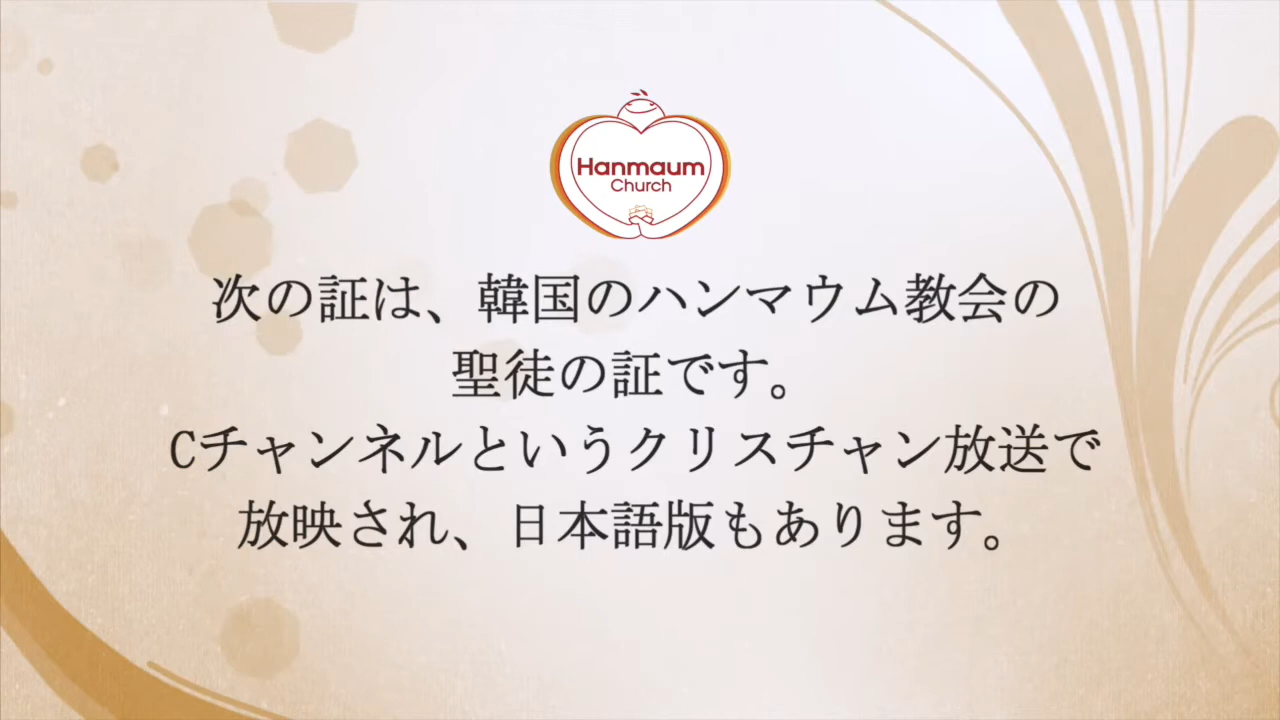 Hanmaum
Church
次の証は、韓国のハンマウム教会の
聖徒の証です。
Cチャンネルというクリスチャン放送で
放映され、日本語版もあります。